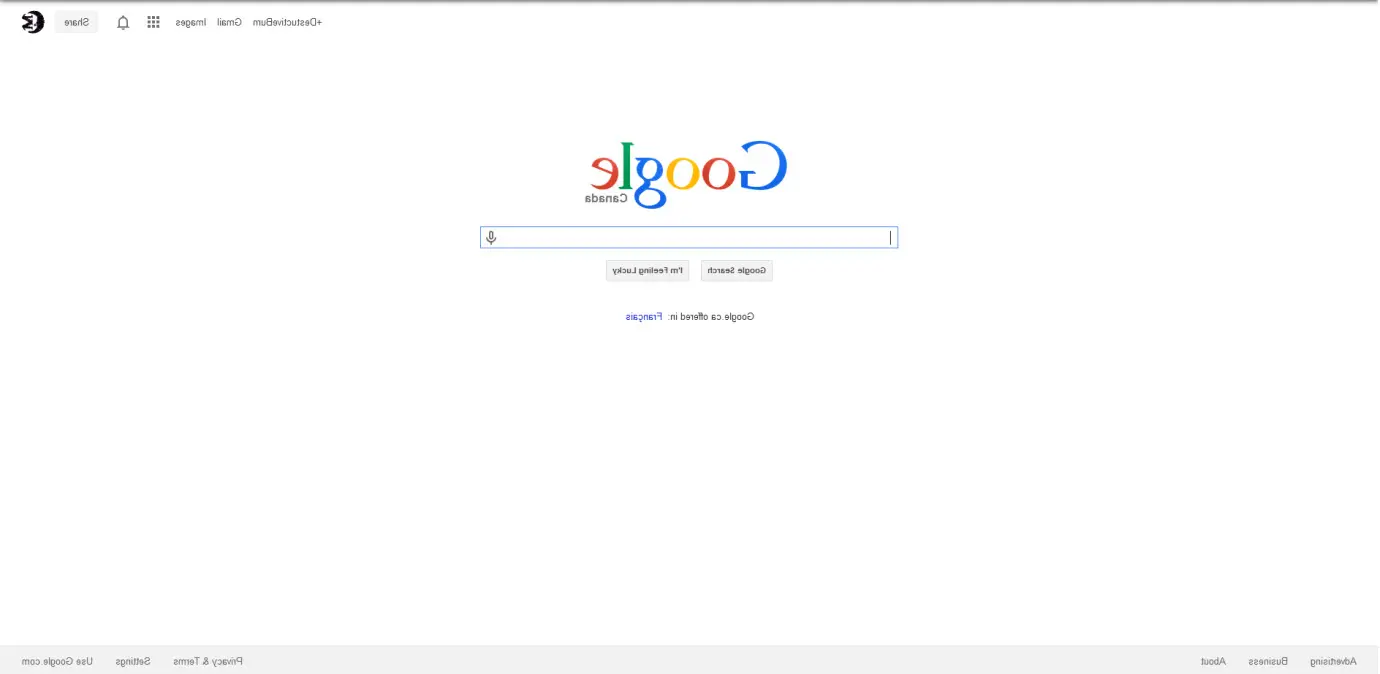 +DestuctiveBum Gmail Images Share
Google
Canada
Google Search I'm Feeling Lucky
Google.ca offered in: Français
Advertising Business About Privacy & Terms Settings Use Google.com